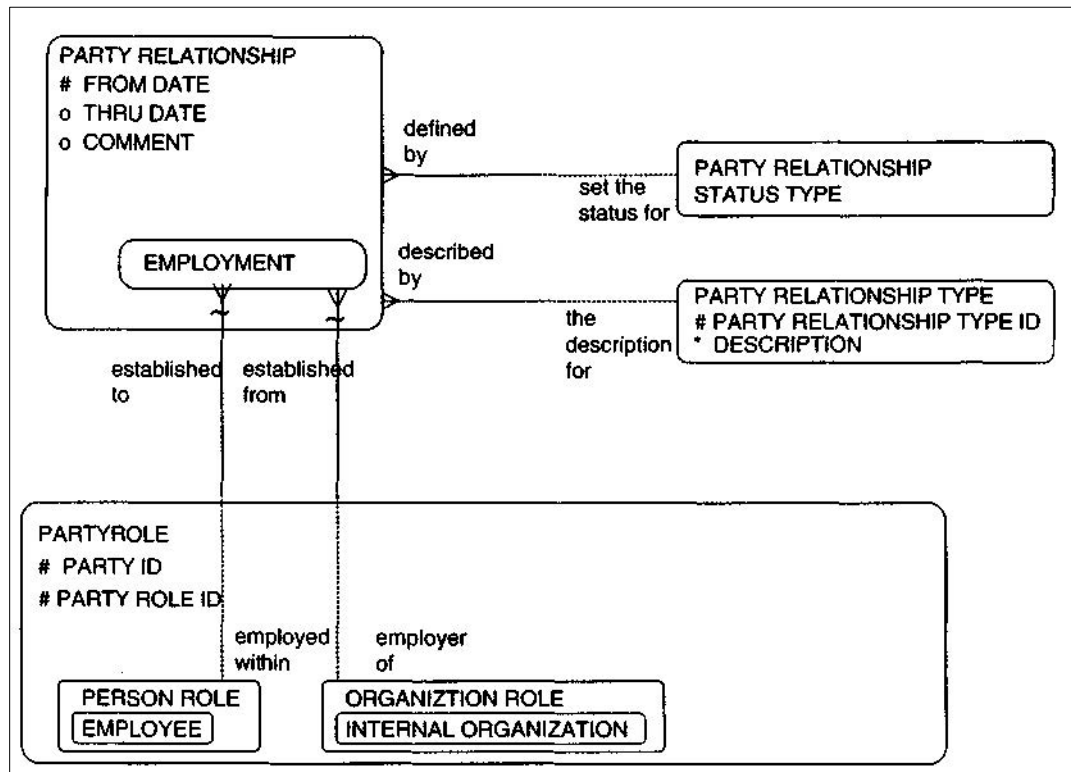 PARTY RELATIONSHIP
# FROM DATE
o THRU DATE
o COMMENT
defined
by
PARTY RELATIONSHIP
STATUS TYPE
set the
status for
EMPLOYMENT
described
by
PARTY RELATIONSHIP TYPE
# PARTY RELATIONSHIP TYPE ID
* DESCRIPTION
the
description
for
established
to
established
from
PARTYROLE
# PARTY ID
# PARTY ROLE ID
employed
within
employer
of
PERSON ROLE
EMPLOYEE
ORGANIZTION ROLE
INTERNAL ORGANIZATION